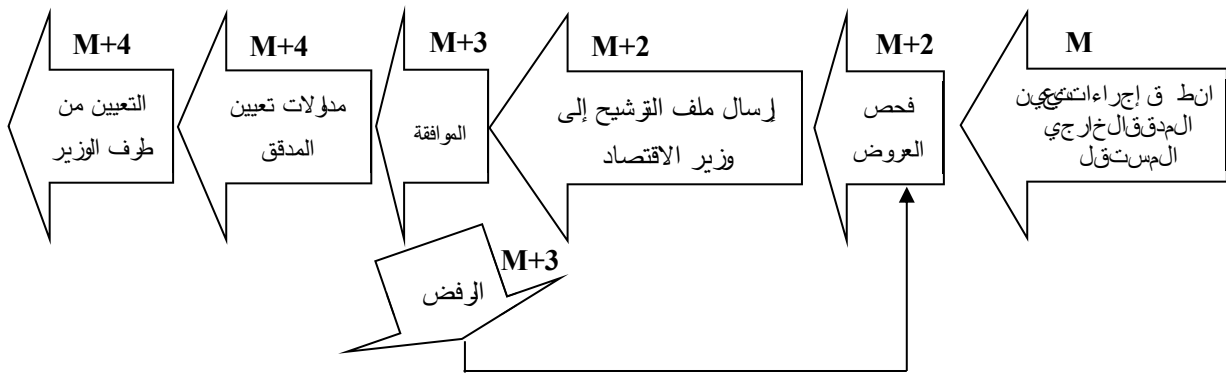 M
انطلاق إجراءات تعيين
المدقق الخارجي
المستقل
M+2
فحص
العروض
M+2
إرسال ملف الترشيح إلى
وزير الاقتصاد
M+3
الموافقة
M+4
مداولات تعيين
المدقق
M+4
التعيين من
طرف الوزير
M+3
الرفض